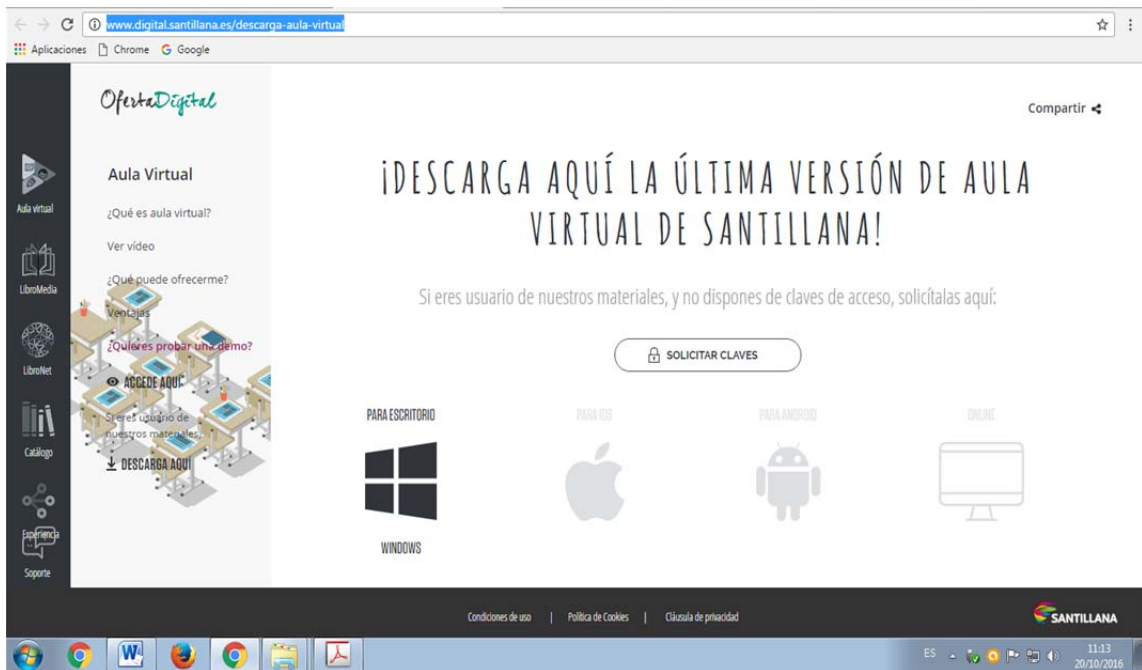 www.digital.santillana.es/descarga-aula-virtual
Aplicaciones Chrome Google
OfertaDigital
Compartir
Aula Virtual
¿Qué es aula virtual?
Ver vídeo
¿Qué puede ofrecerme?
Ventajas
¿Quieres probar una demo?
ACCEDE AQUÍ
Si eres usuario de
nuestros materiales,
DESCARGA AQUÍ
Aula virtual
LibroMedia
LibroNet
Catálogo
Experiencia
Soporte
¡DESCARGA AQUÍ LA ÚLTIMA VERSIÓN DE AULA
VIRTUAL DE SANTILLANA!
Si eres usuario de nuestros materiales, y no dispones de claves de acceso, solicítalas aquí:
SOLICITAR CLAVES
PARA ESCRITORIO PARA IOS PARA ANDROID ONLINE
WINDOWS
Condiciones de uso | Política de Cookies | Cláusula de privacidad
SANTILLANA
ES 11:13
20/10/2016